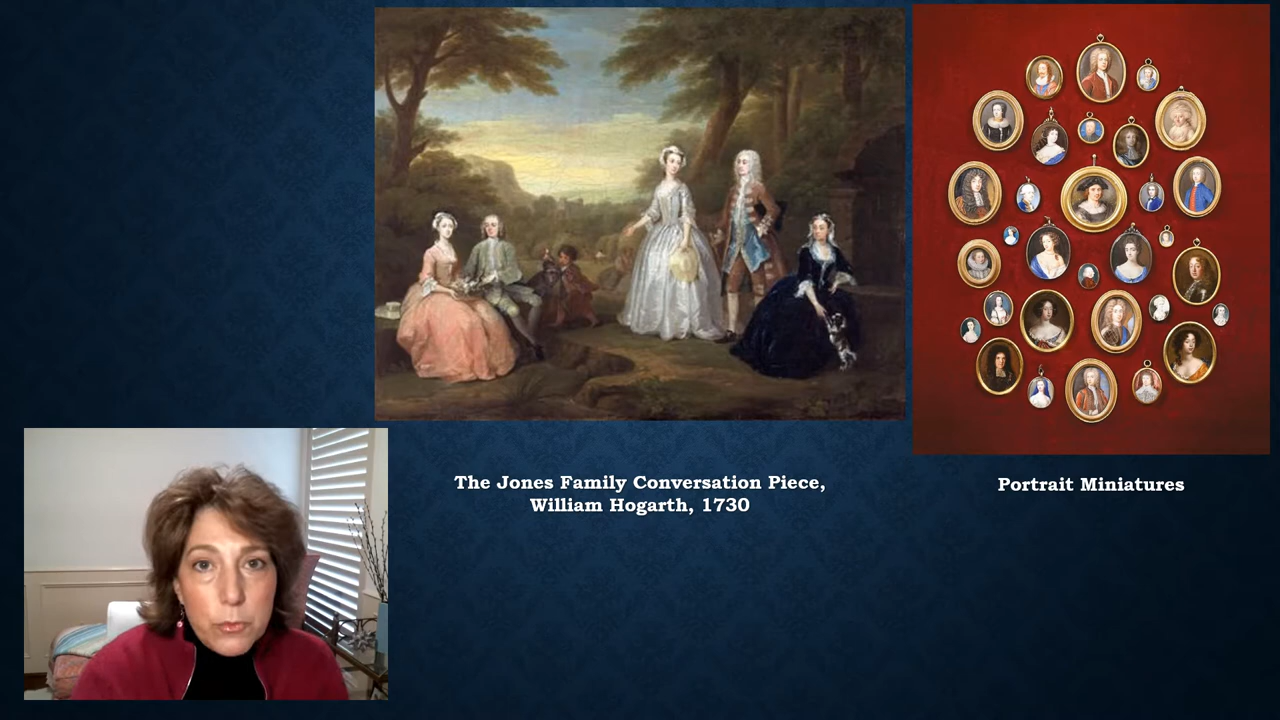 The Jones Family Conversation Piece,
William Hogarth, 1730
Portrait Miniatures